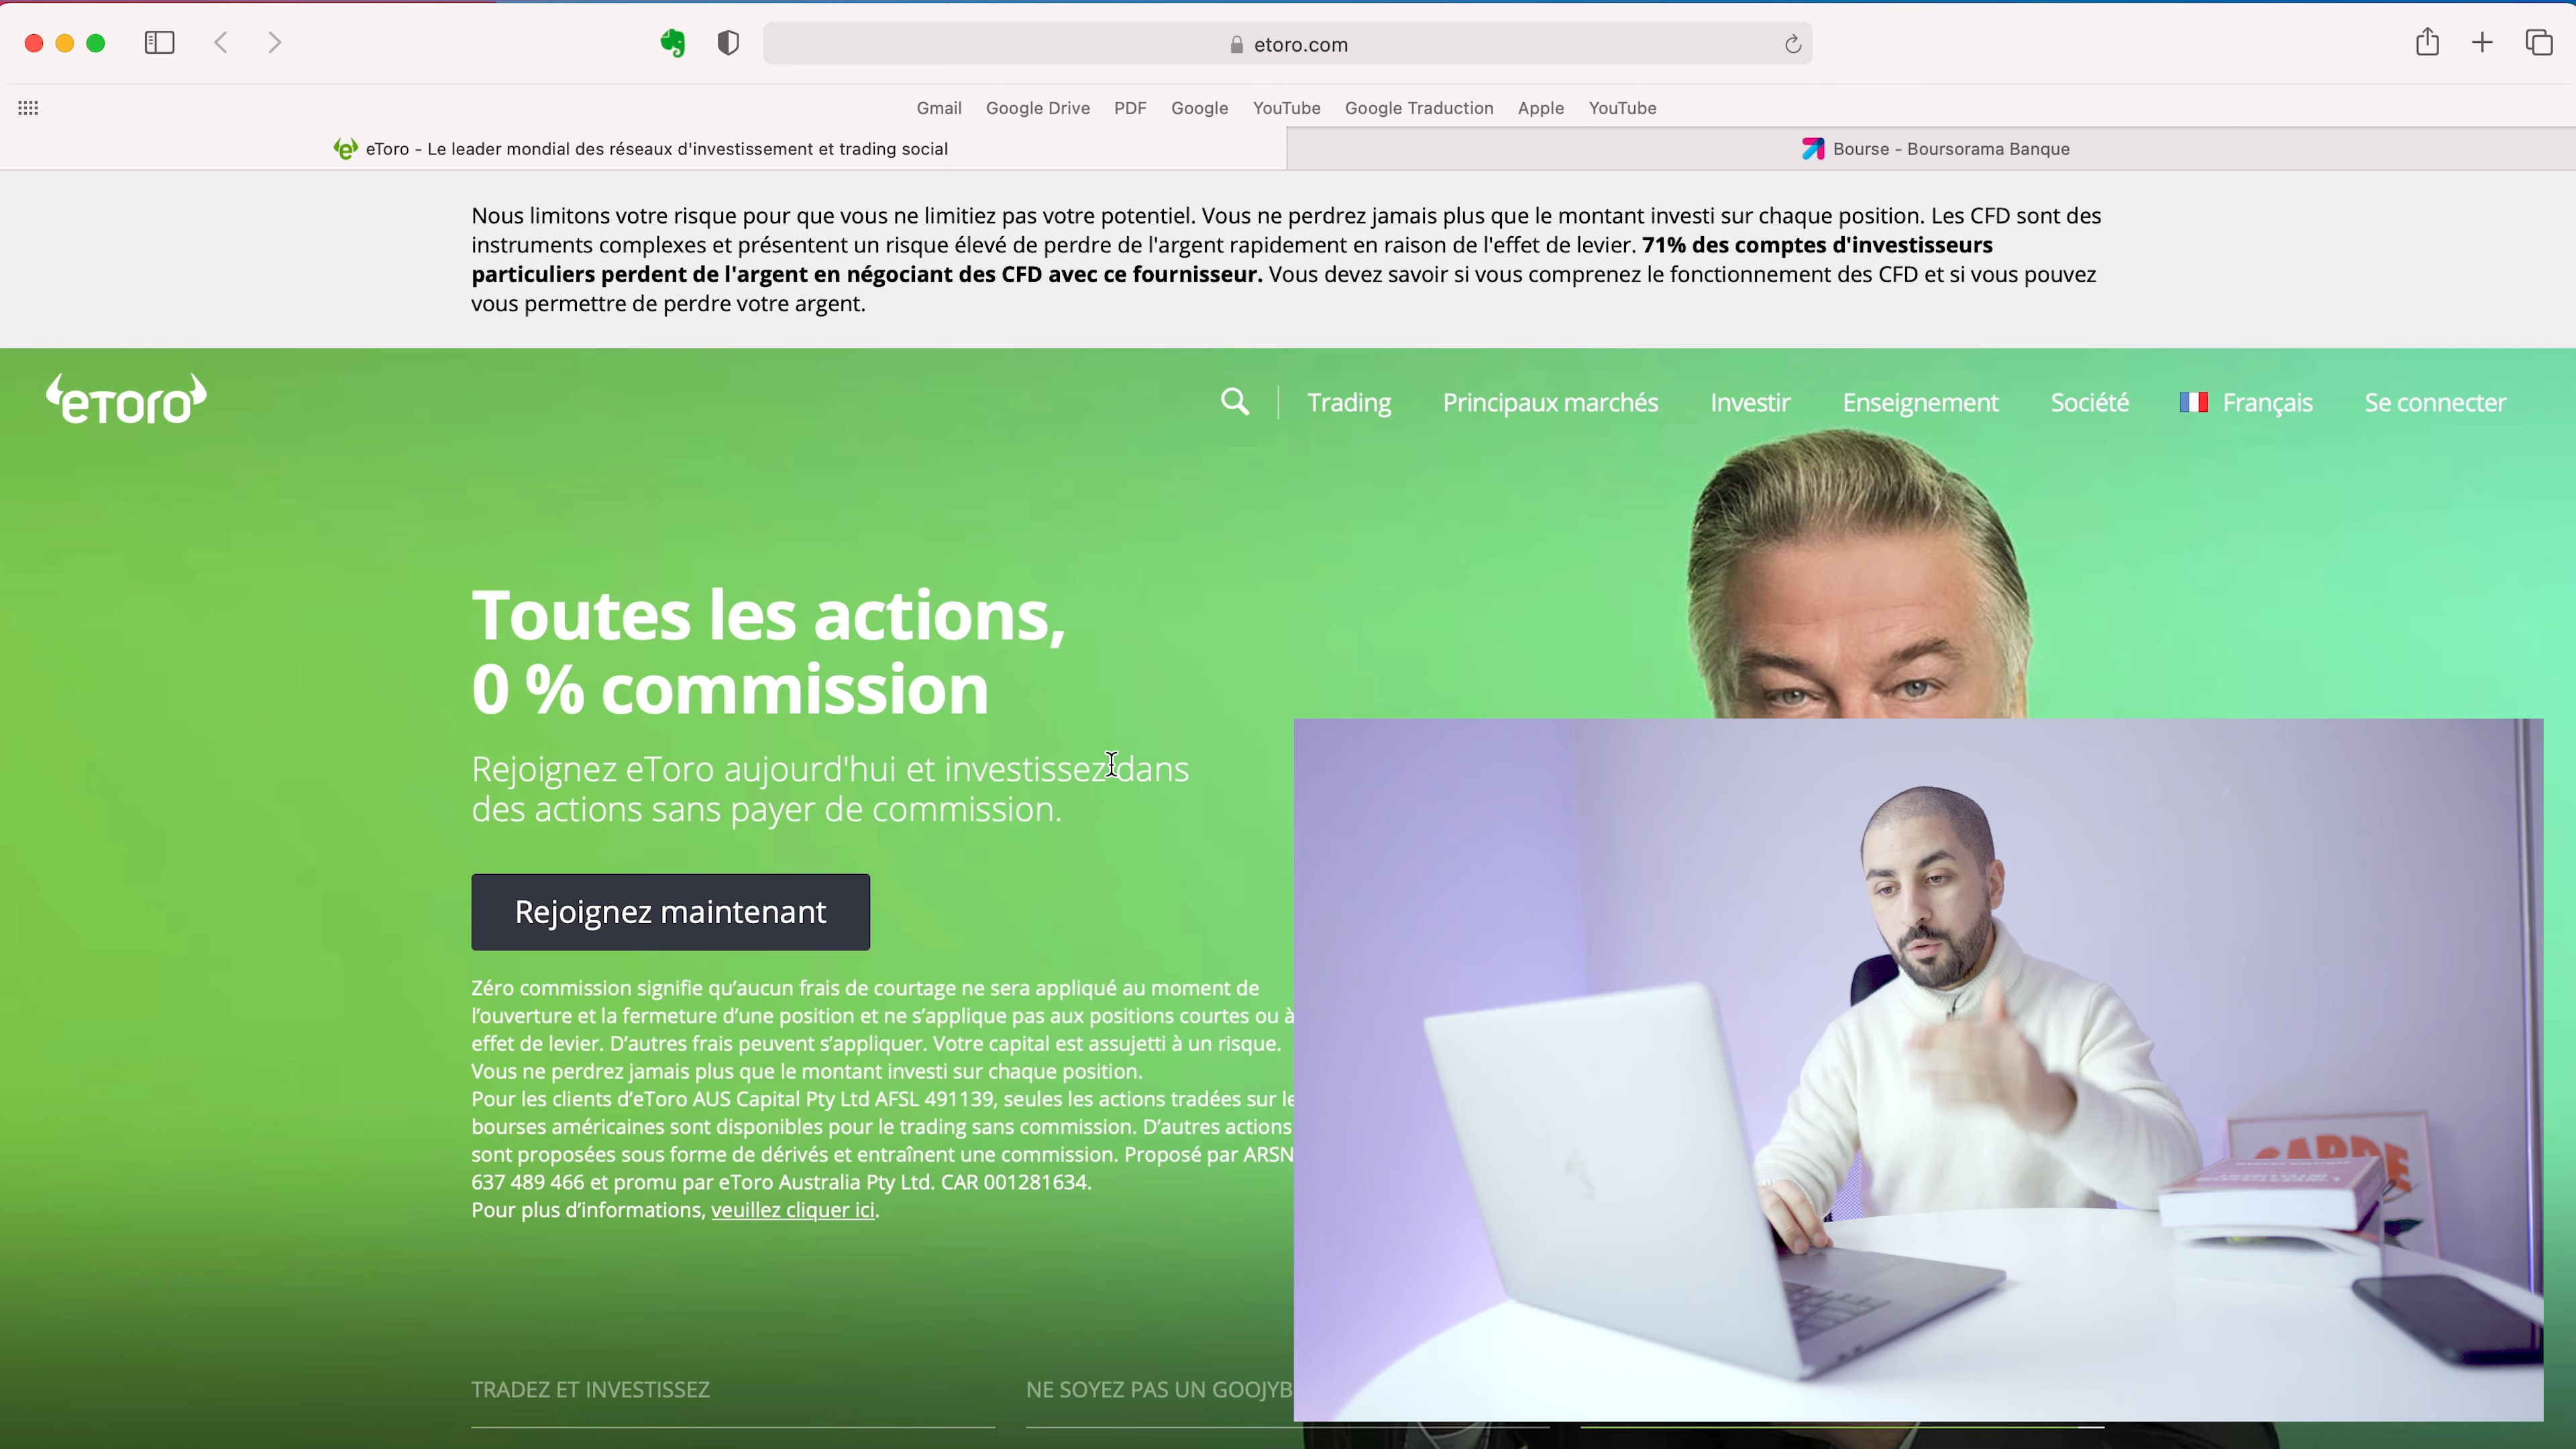 etoro.com
Gmail Google Drive PDF Google YouTube Google Traduction Apple YouTube
eToro - Le leader mondial des réseaux d'investissement et trading social
Bourse - Boursorama Banque
Nous limitons votre risque pour que vous ne limitiez pas votre potentiel. Vous ne perdrez jamais plus que le montant investi sur chaque position. Les CFD sont des
instruments complexes et présentent un risque élevé de perdre de l'argent rapidement en raison de l'effet de levier. 71% des comptes d'investisseurs
particuliers perdent de l'argent en négociant des CFD avec ce fournisseur. Vous devez savoir si vous comprenez le fonctionnement des CFD et si vous pouvez
vous permettre de perdre votre argent.
eToro
Trading Principaux marchés Investir Enseignement Société Français Se connecter
Toutes les actions,
0 % commission
Rejoignez eToro aujourd'hui et investissez dans
des actions sans payer de commission.
Rejoignez maintenant
Zéro commission signifie qu’aucun frais de courtage ne sera appliqué au moment de
l’ouverture et la fermeture d’une position et ne s’applique pas aux positions courtes ou à
effet de levier. D’autres frais peuvent s’appliquer. Votre capital est assujetti à un risque.
Vous ne perdrez jamais plus que le montant investi sur chaque position.
Pour les clients d’eToro AUS Capital Pty Ltd AFSL 491139, seules les actions tradées sur le
bourses américaines sont disponibles pour le trading sans commission. D’autres actions
sont proposées sous forme de dérivés et entraînent une commission. Proposé par ARSN
637 489 466 et promu par eToro Australia Pty Ltd. CAR 001281634.
Pour plus d’informations, veuillez cliquer ici.
TRADEZ ET INVESTISSEZ
NE SOYEZ PAS UN GOOJYB